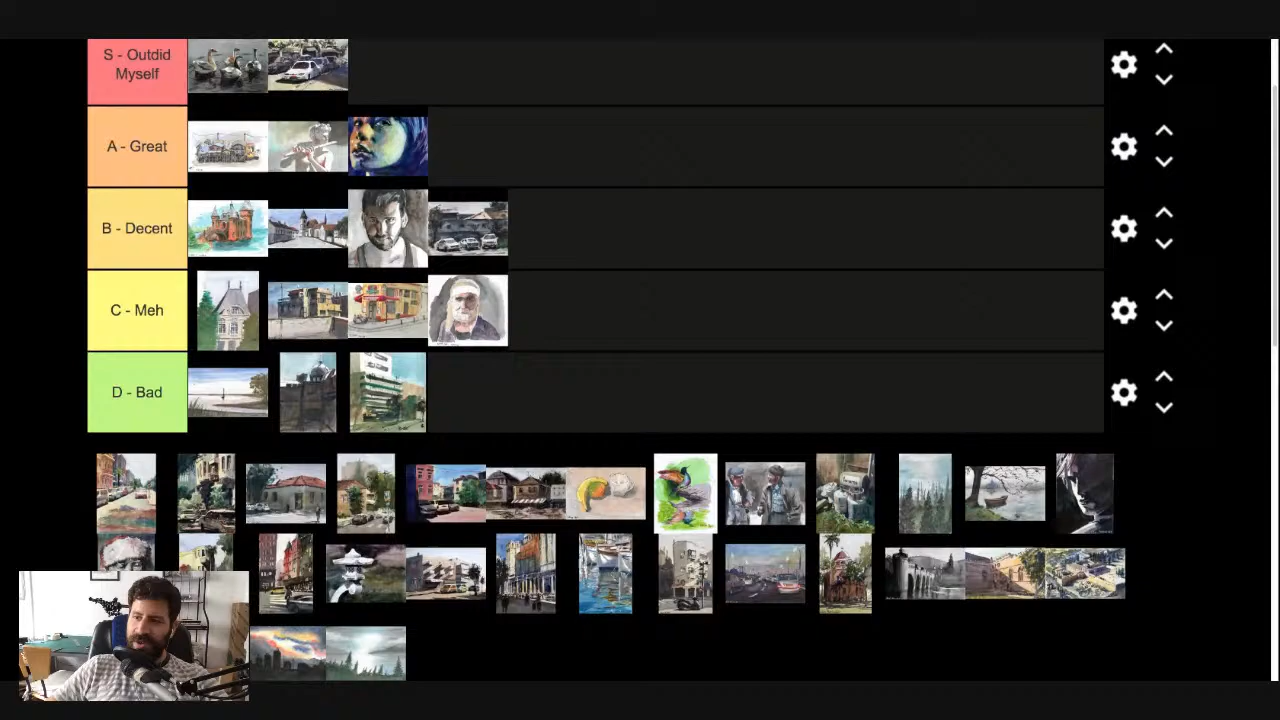 S - Outdid
Myself
A - Great
B - Decent
C - Meh
D - Bad